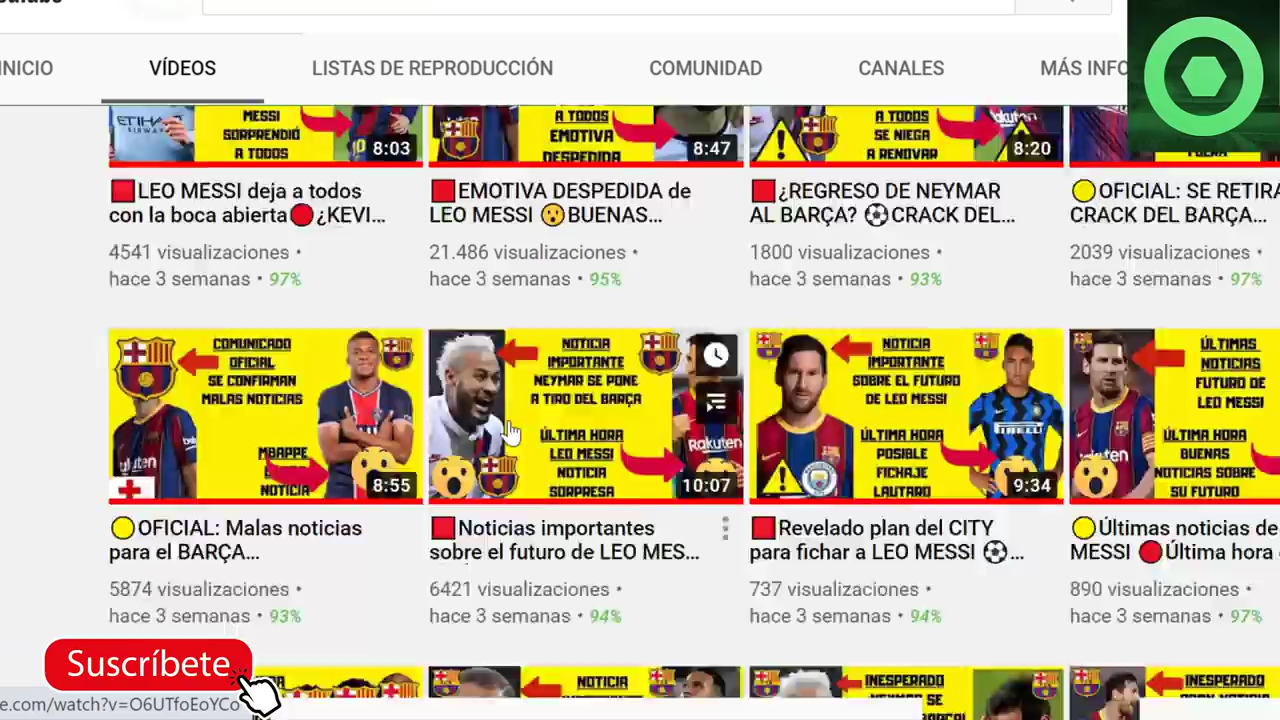 INICIO
VÍDEOS
LISTAS DE REPRODUCCIÓN
COMUNIDAD
CANALES
MÁS INFO
ETIHAD
AIRWAYS
MESSI
SORPRENDIÓ
A TODOS
8:03
A TODOS
EMOTIVA
DESPEDIDA
8:47
A TODOS
SE NIEGA
A RENOVAR
Rakuten
8:20
LEO MESSI deja a todos
con la boca abierta ¿KEVI...
4541 visualizaciones •
hace 3 semanas • 97%
EMOTIVA DESPEDIDA de
LEO MESSI BUENAS...
21.486 visualizaciones •
hace 3 semanas • 95%
¿REGRESO DE NEYMAR
AL BARÇA? CRACK DEL...
1800 visualizaciones •
hace 3 semanas • 93%
OFICIAL: SE RETIRA
CRACK DEL BARÇA...
2039 visualizaciones •
hace 3 semanas • 97%
COMUNICADO
OFICIAL
SE CONFIRMAN
MALAS NOTICIAS
MBAPPE
NOTICIA
8:55
NOTICIA
IMPORTANTE
NEYMAR SE PONE
A TIRO DEL BARÇA
ÚLTIMA HORA
LEO MESSI
NOTICIA
SORPRESA
Rakuten
10:07
NOTICIA
IMPORTANTE
SOBRE EL FUTURO
DE LEO MESSI
ÚLTIMA HORA
POSIBLE
FICHAJE
LAUTARO
PIRELLI
9:34
ÚLTIMAS
NOTICIAS
FUTURO DE
LEO MESSI
ÚLTIMA HORA
BUENAS
NOTICIAS SOBRE
SU FUTURO
OFICIAL: Malas noticias
para el BARÇA...
5874 visualizaciones •
hace 3 semanas • 93%
Noticias importantes
sobre el futuro de LEO MES...
6421 visualizaciones •
hace 3 semanas • 94%
Revelado plan del CITY
para fichar a LEO MESSI ...
737 visualizaciones •
hace 3 semanas • 94%
Últimas noticias de
MESSI Última hora
890 visualizaciones •
hace 3 semanas • 97%
Suscríbete
e.com/watch?v=O6UTfoEoYCo
NOTICIA
INESPERADO
INESPERADO